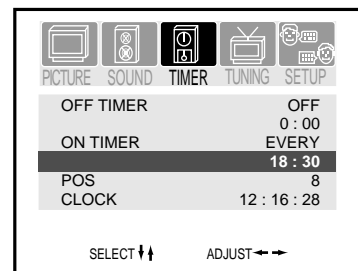 PICTURE SOUND TIMER TUNING SETUP
OFF TIMER OFF
0 : 00
ON TIMER EVERY
18 : 30
POS 8
CLOCK 12 : 16 : 28
SELECT ADJUST